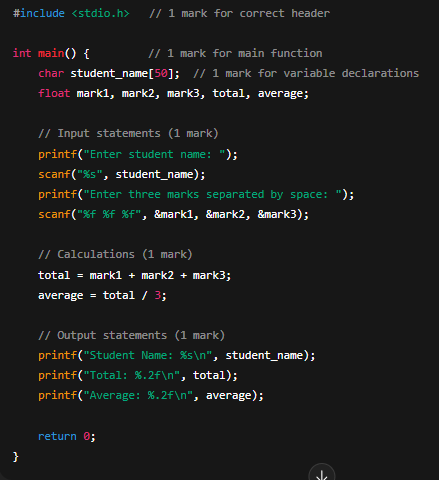 #include <stdio.h>   // 1 mark for correct header
int main() {         // 1 mark for main function
    char student_name[50];  // 1 mark for variable declarations
    float mark1, mark2, mark3, total, average;
    // Input statements (1 mark)
    printf("Enter student name: ");
    scanf("%s", student_name);
    printf("Enter three marks separated by space: ");
    scanf("%f %f %f", &mark1, &mark2, &mark3);
    // Calculations (1 mark)
    total = mark1 + mark2 + mark3;
    average = total / 3;
    // Output statements (1 mark)
    printf("Student Name: %s\n", student_name);
    printf("Total: %.2f\n", total);
    printf("Average: %.2f\n", average);
    return 0;
}